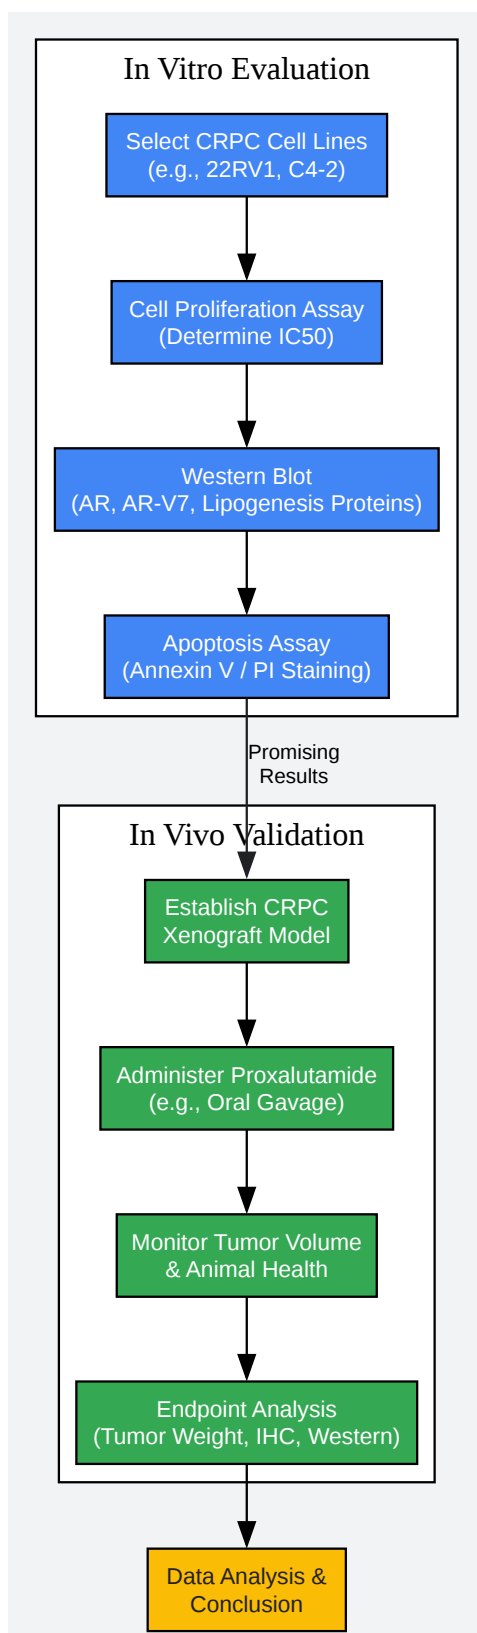 In Vitro Evaluation
Select CRPC Cell Lines
(e.g., 22RV1, C4-2)
Cell Proliferation Assay
(Determine IC50)
Western Blot
(AR, AR-V7, Lipogenesis Proteins)
Apoptosis Assay
(Annexin V / PI Staining)
Promising
Results
In Vivo Validation
Establish CRPC
Xenograft Model
Administer Proxalutamide
(e.g., Oral Gavage)
Monitor Tumor Volume
& Animal Health
Endpoint Analysis
(Tumor Weight, IHC, Western)
Data Analysis &
Conclusion